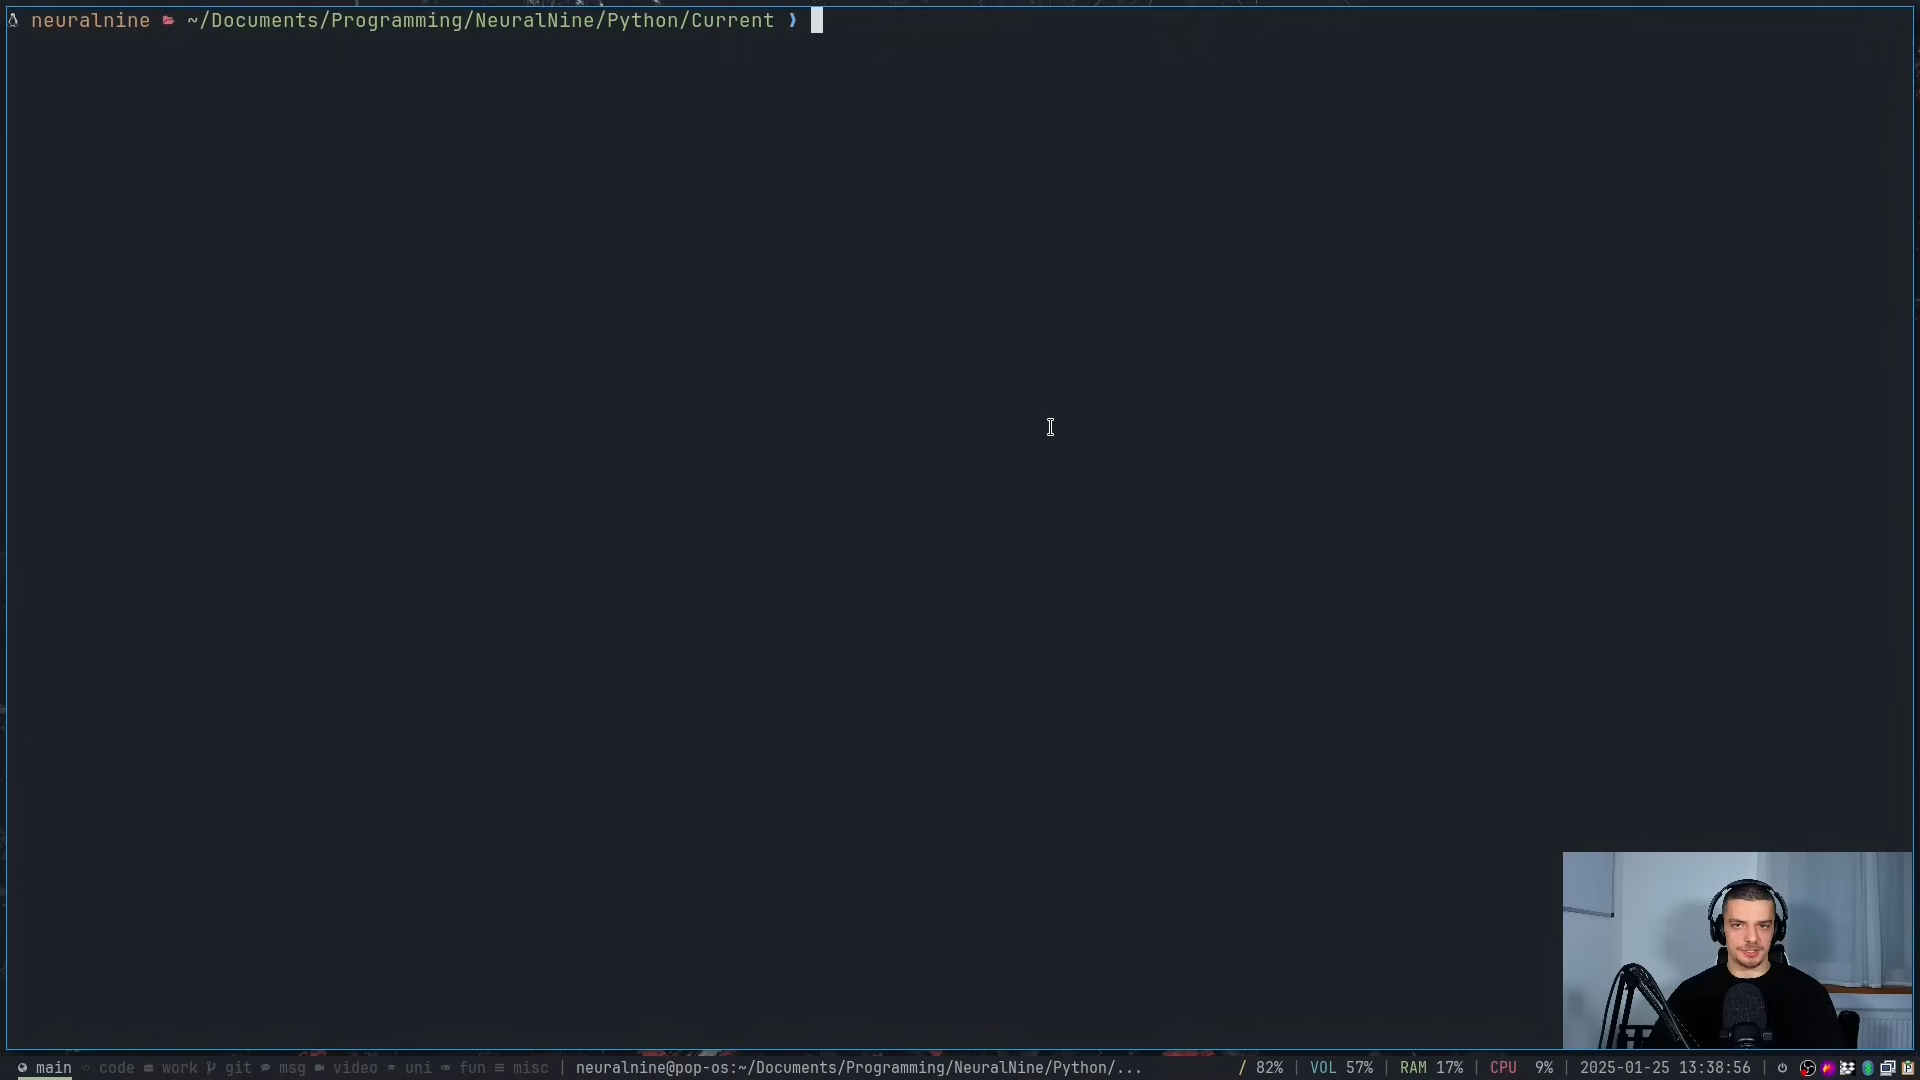 neuralnine ~/Documents/Programming/NeuralNine/Python/Current ❯
main code work git msg video uni fun misc | neuralnine@pop-os:~/Documents/Programming/NeuralNine/Python/... / 82% | VOL 57% | RAM 17% | CPU 9% | 2025-01-25 13:38:56 |